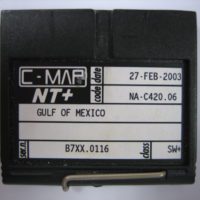 C-MAP
NT+
date
27-FEB-2003
code
NA-C420.06
GULF OF MEXICO
ser.n
B7XX.0116
class
SW*